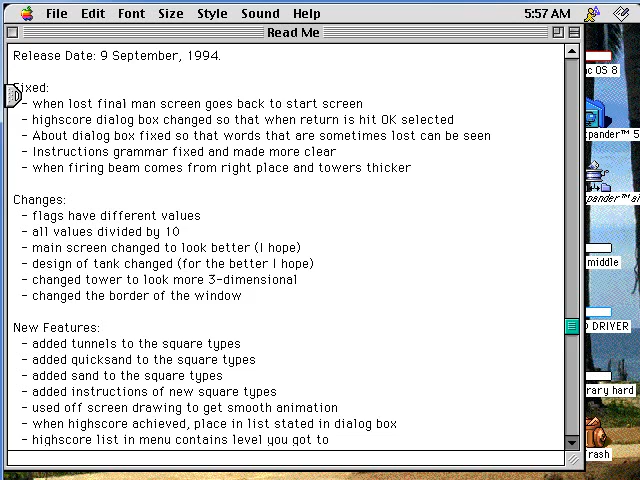 File Edit Font Size Style Sound Help 5:57 AM
Read Me
Release Date: 9 September, 1994.
Fixed:
- when lost final man screen goes back to start screen
- highscore dialog box changed so that when return is hit OK selected
- About dialog box fixed so that words that are sometimes lost can be seen
- Instructions grammar fixed and made more clear
- when firing beam comes from right place and towers thicker
Changes:
- flags have different values
- all values divided by 10
- main screen changed to look better (I hope)
- design of tank changed (for the better I hope)
- changed tower to look more 3-dimensional
- changed the border of the window
New Features:
- added tunnels to the square types
- added quicksand to the square types
- added sand to the square types
- added instructions of new square types
- used off screen drawing to get smooth animation
- when highscore achieved, place in list stated in dialog box
- highscore list in menu contains level you got to
c OS 8
pander™ 5
pander™ ai
middle
DRIVER
rary hard
rash